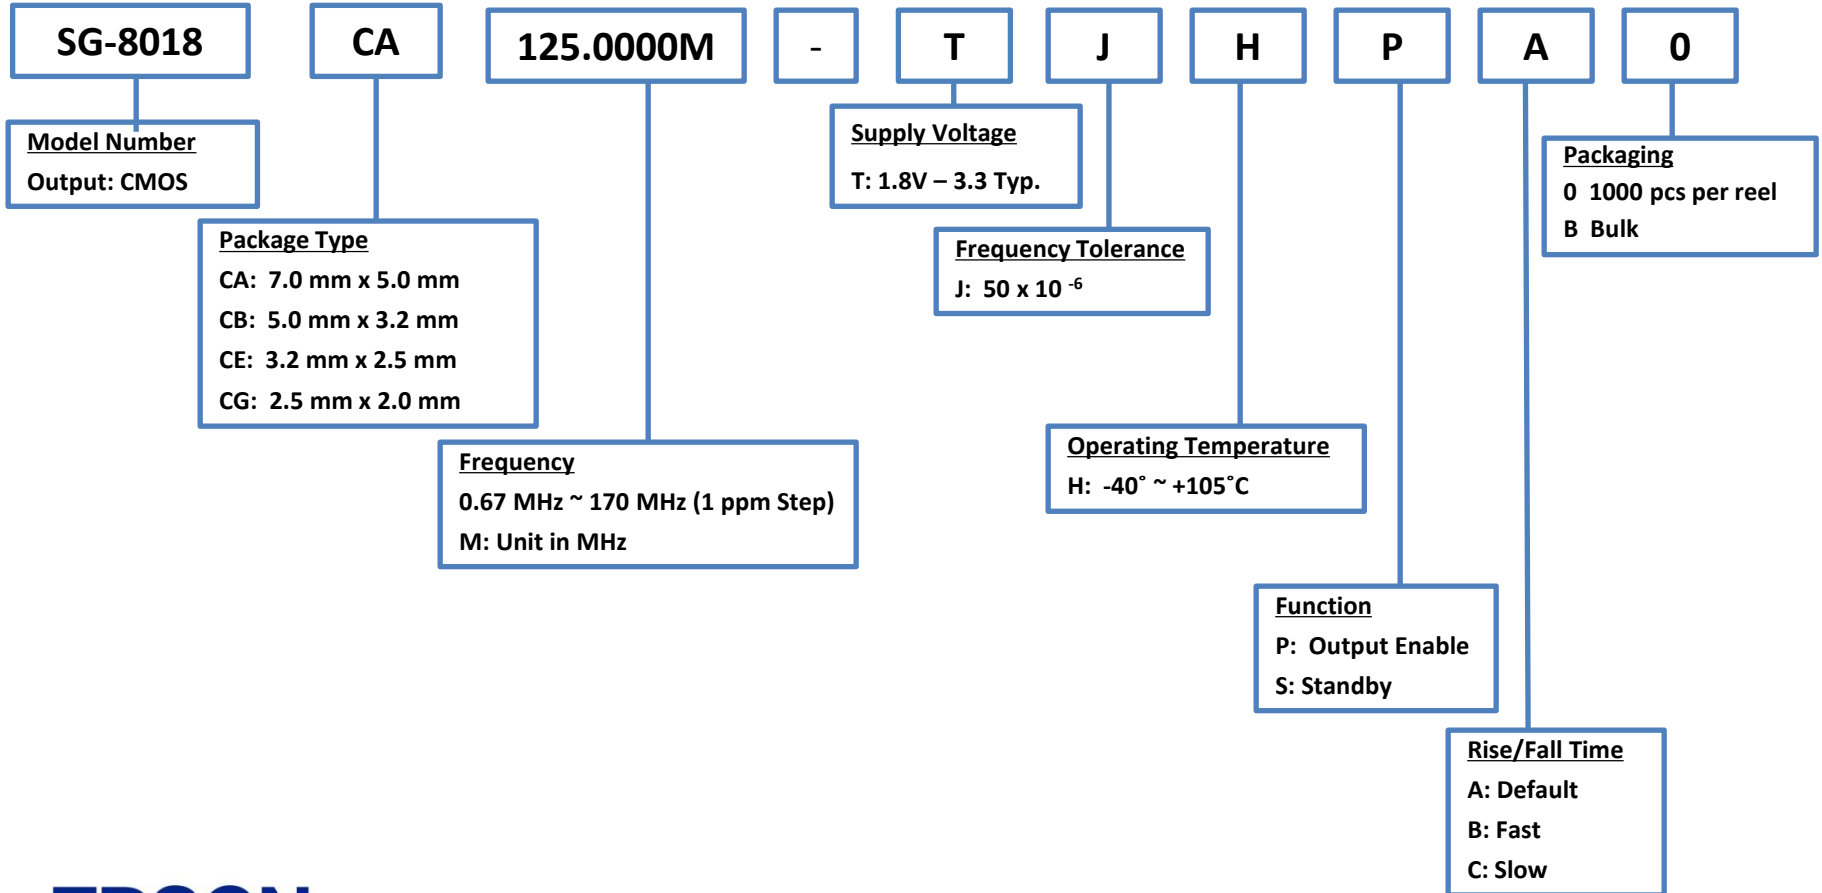 SG-8018 CA 125.0000M - T J H P A 0
Model Number
Output: CMOS
Package Type
CA: 7.0 mm x 5.0 mm
CB: 5.0 mm x 3.2 mm
CE: 3.2 mm x 2.5 mm
CG: 2.5 mm x 2.0 mm
Frequency
0.67 MHz ~ 170 MHz (1 ppm Step)
M: Unit in MHz
Supply Voltage
T: 1.8V – 3.3 Typ.
Frequency Tolerance
J: 50 x 10 -6
Operating Temperature
H: -40˚ ~ +105˚C
Function
P: Output Enable
S: Standby
Rise/Fall Time
A: Default
B: Fast
C: Slow
Packaging
0 1000 pcs per reel
B Bulk